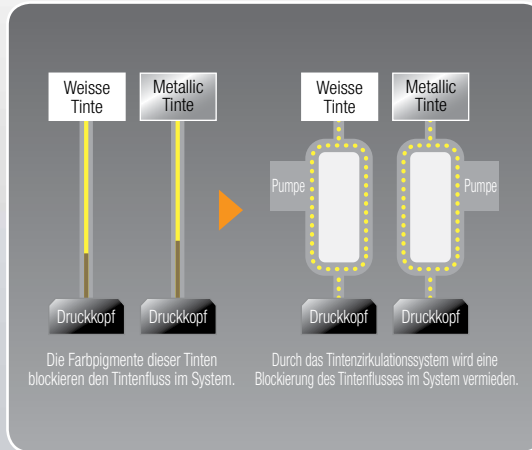 Weisse
Tinte
Metallic
Tinte
Weisse
Tinte
Metallic
Tinte
Pumpe
Pumpe
Druckkopf
Druckkopf
Druckkopf
Druckkopf
Die Farbpigmente dieser Tinten
blockieren den Tintenfluss im System.
Durch das Tintenzirkulationssystem wird eine
Blockierung des Tintenflusses im System vermieden.